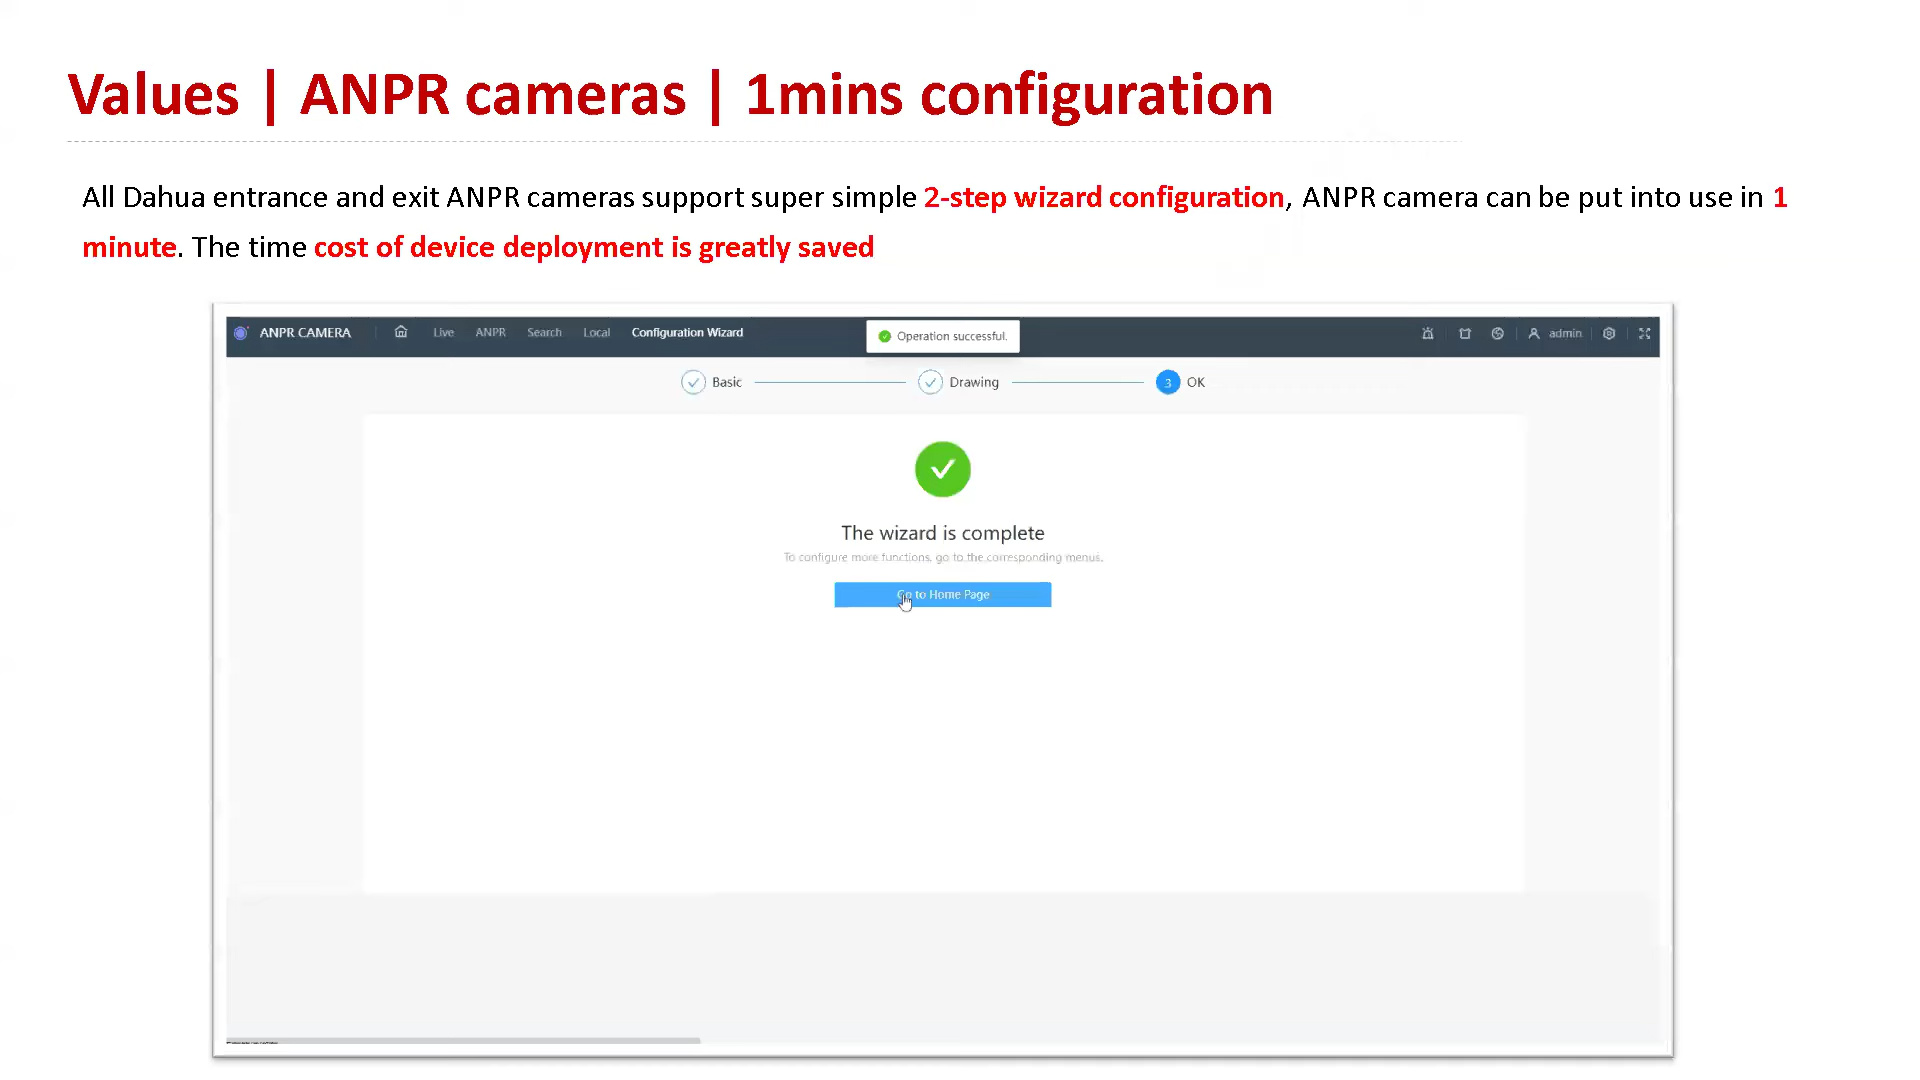 Values | ANPR cameras | 1mins configuration
All Dahua entrance and exit ANPR cameras support super simple 2-step wizard configuration, ANPR camera can be put into use in 1
minute. The time cost of device deployment is greatly saved
ANPR CAMERA Live ANPR Search Local Configuration Wizard Operation successful. admin
Basic Drawing 3 OK
The wizard is complete
To configure more functions, go to the corresponding menus.
Go to Home Page